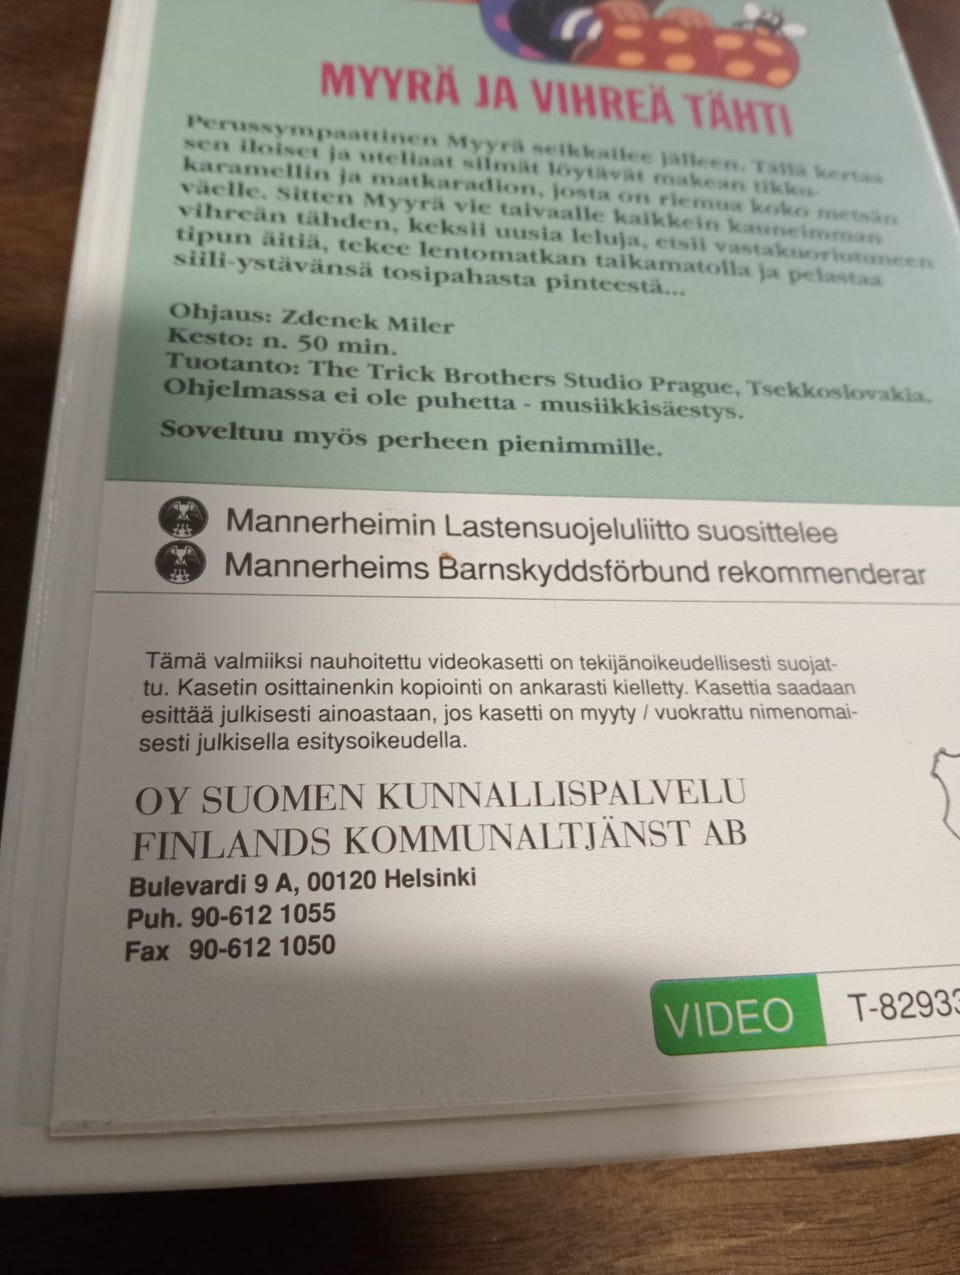 MYYRÄ JA VIHREÄ TÄHTI
Perussympaattinen Myyrä seikkailee jälleen. Tällä kertaa
sen iloiset ja uteliaat silmät löytävät makean tikku-
karamellin ja matkaradion, josta on riemua koko metsän
väelle. Sitten Myyrä vie taivaalle kaikkein kauneimman
vihreän tähden, keksii uusia leluja, etsii vastakuoriutuneen
tipun äitiä, tekee lentomatkan taikamatolla ja pelastaa
siili-ystävänsä tosipahasta pinteestä...
Ohjaus: Zdenek Miler
Kesto: n. 50 min.
Tuotanto: The Trick Brothers Studio Prague, Tsekkoslovakia.
Ohjelmassa ei ole puhetta - musiikkisäestys.
Soveltuu myös perheen pienimmille.
Mannerheimin Lastensuojeluliitto suosittelee
Mannerheims Barnskyddsförbund rekommenderar
Tämä valmiiksi nauhoitettu videokasetti on tekijänoikeudellisesti suojat-
tu. Kasetin osittainenkin kopiointi on ankarasti kielletty. Kasettia saadaan
esittää julkisesti ainoastaan, jos kasetti on myyty / vuokrattu nimenomai-
sesti julkisella esitysoikeudella.
OY SUOMEN KUNNALLISPALVELU
FINLANDS KOMMUNALTJÄNST AB
Bulevardi 9 A, 00120 Helsinki
Puh. 90-612 1055
Fax 90-612 1050
VIDEO T-82933